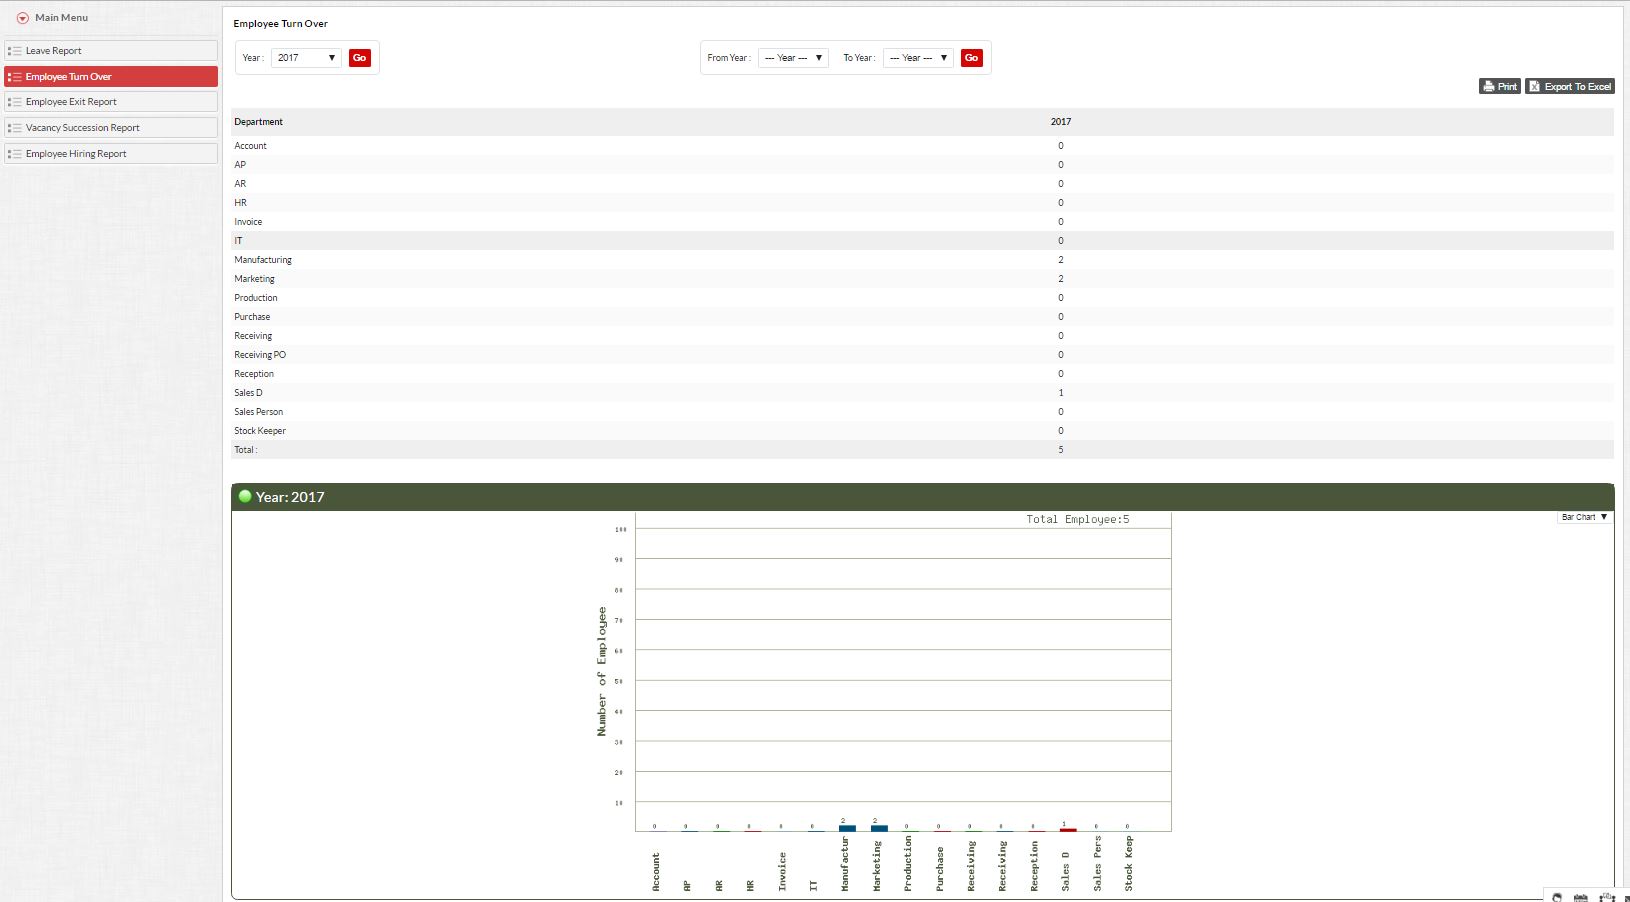 Main Menu
Leave Report
Employee Turn Over
Employee Exit Report
Vacancy Succession Report
Employee Hiring Report
Employee Turn Over
Year : 2017 Go
From Year : --- Year --- To Year : --- Year --- Go
Print Export To Excel
Department 2017
Account 0
AP 0
AR 0
HR 0
Invoice 0
IT 0
Manufacturing 2
Marketing 2
Production 0
Purchase 0
Receiving 0
Receiving PO 0
Reception 0
Sales D 1
Sales Person 0
Stock Keeper 0
Total : 5
Year: 2017
Bar Chart
Total Employee:5
Number of Employee
100
90
80
70
60
50
40
30
20
10
0 0 0 0 0 0 2 2 0 0 0 0 0 1 0 0
Account
AP
AR
HR
Invoice
IT
Manufactur
Marketing
Production
Purchase
Receiving
Receiving
Reception
Sales D
Sales Pers
Stock Keep